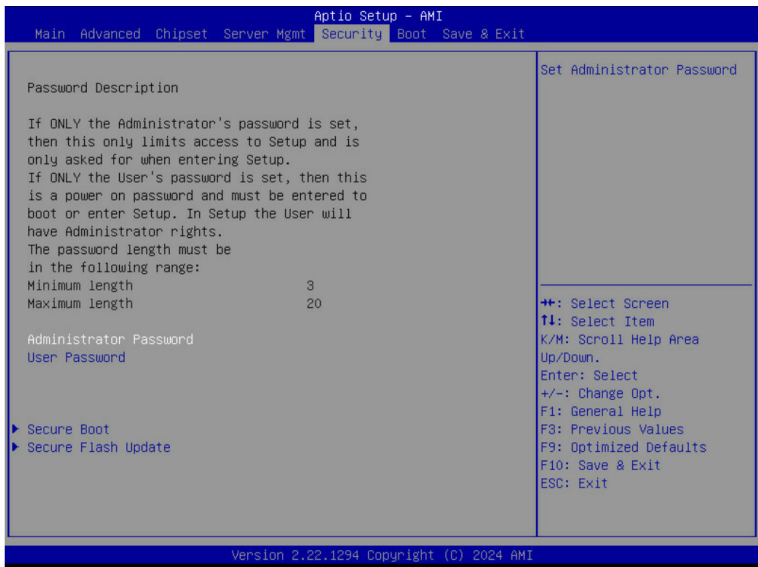 Aptio Setup – AMI
Main Advanced Chipset Server Mgmt Security Boot Save & Exit
Password Description
If ONLY the Administrator's password is set,
then this only limits access to Setup and is
only asked for when entering Setup.
If ONLY the User's password is set, then this
is a power on password and must be entered to
boot or enter Setup. In Setup the User will
have Administrator rights.
The password length must be
in the following range:
Minimum length 3
Maximum length 20
Administrator Password
User Password
Secure Boot
Secure Flash Update
Set Administrator Password
→←: Select Screen
↑↓: Select Item
K/M: Scroll Help Area
Up/Down.
Enter: Select
+/-: Change Opt.
F1: General Help
F3: Previous Values
F9: Optimized Defaults
F10: Save & Exit
ESC: Exit
Version 2.22.1294 Copyright (C) 2024 AMI